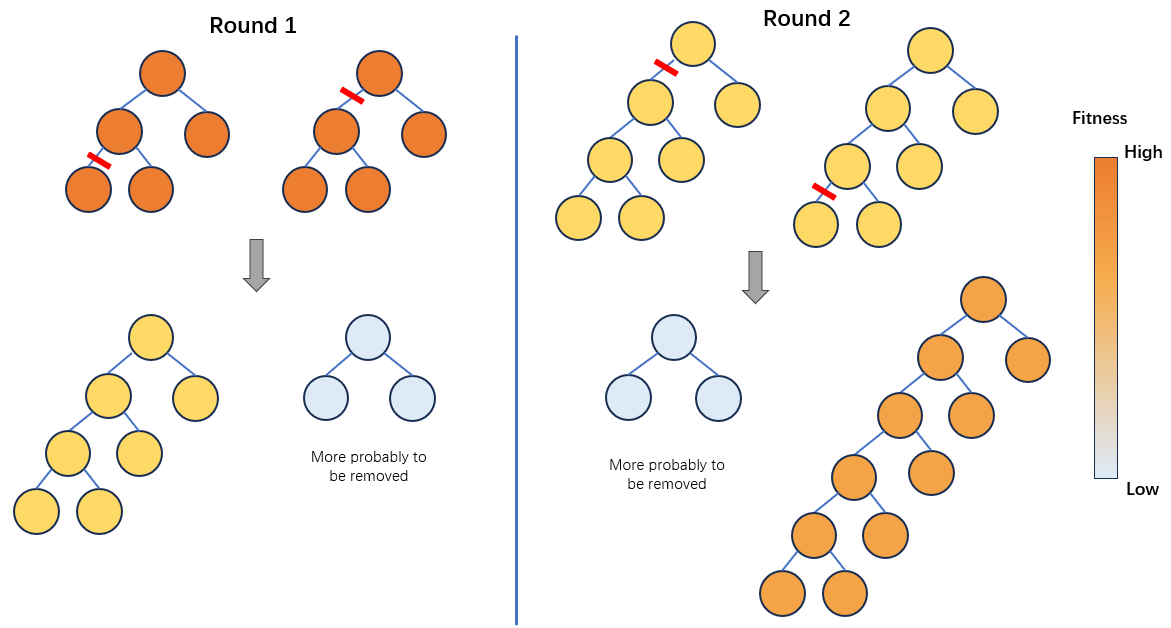 Round 1
Round 2
Fitness
High
More probably to
be removed
More probably to
be removed
Low